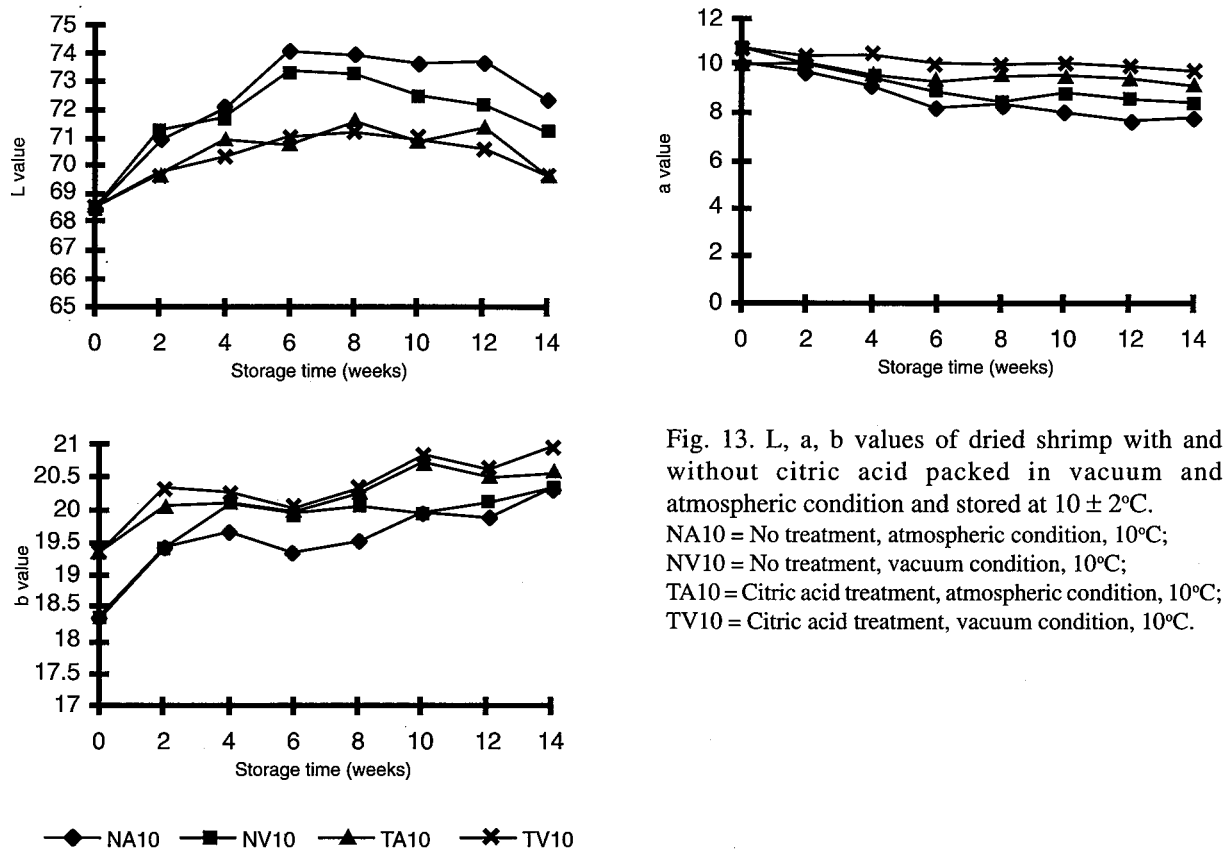 75
74
73
72
71
70
69
68
67
66
65
L value
0 2 4 6 8 10 12 14
Storage time (weeks)
12
10
8
6
4
2
0
a value
0 2 4 6 8 10 12 14
Storage time (weeks)
21
20.5
20
19.5
19
18.5
18
17.5
17
b value
0 2 4 6 8 10 12 14
Storage time (weeks)
NA10 NV10 TA10 TV10
Fig. 13. L, a, b values of dried shrimp with and
without citric acid packed in vacuum and
atmospheric condition and stored at 10 ± 2ºC.
NA10 = No treatment, atmospheric condition, 10ºC;
NV10 = No treatment, vacuum condition, 10ºC;
TA10 = Citric acid treatment, atmospheric condition, 10ºC;
TV10 = Citric acid treatment, vacuum condition, 10ºC.